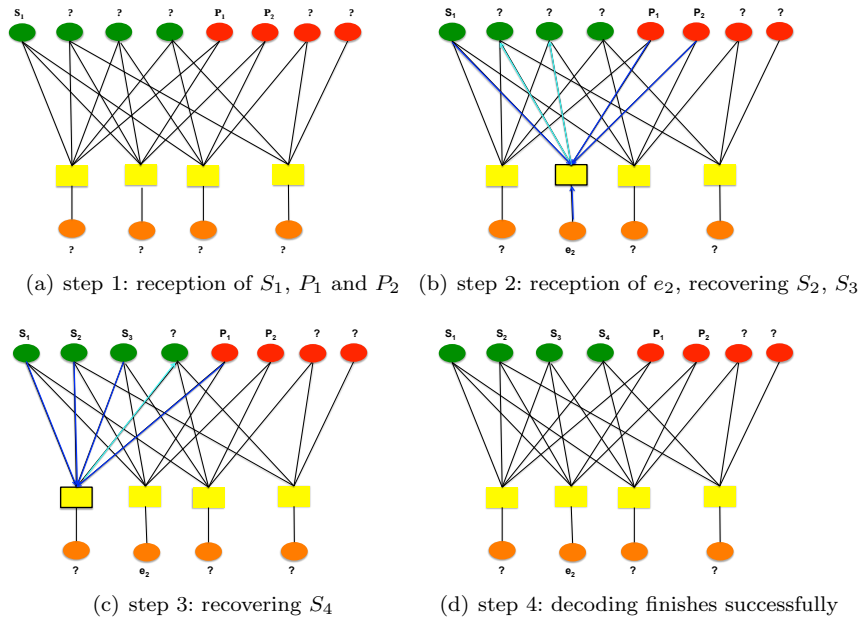 S₁ ? ? ? P₁ P₂ ? ?
? ? ? ?
(a) step 1: reception of S₁, P₁ and P₂
S₁ ? ? ? P₁ P₂ ? ?
? e₂ ? ?
(b) step 2: reception of e₂, recovering S₂, S₃
S₁ S₂ S₃ ? P₁ P₂ ? ?
? e₂ ? ?
(c) step 3: recovering S₄
S₁ S₂ S₃ S₄ P₁ P₂ ? ?
? e₂ ? ?
(d) step 4: decoding finishes successfully